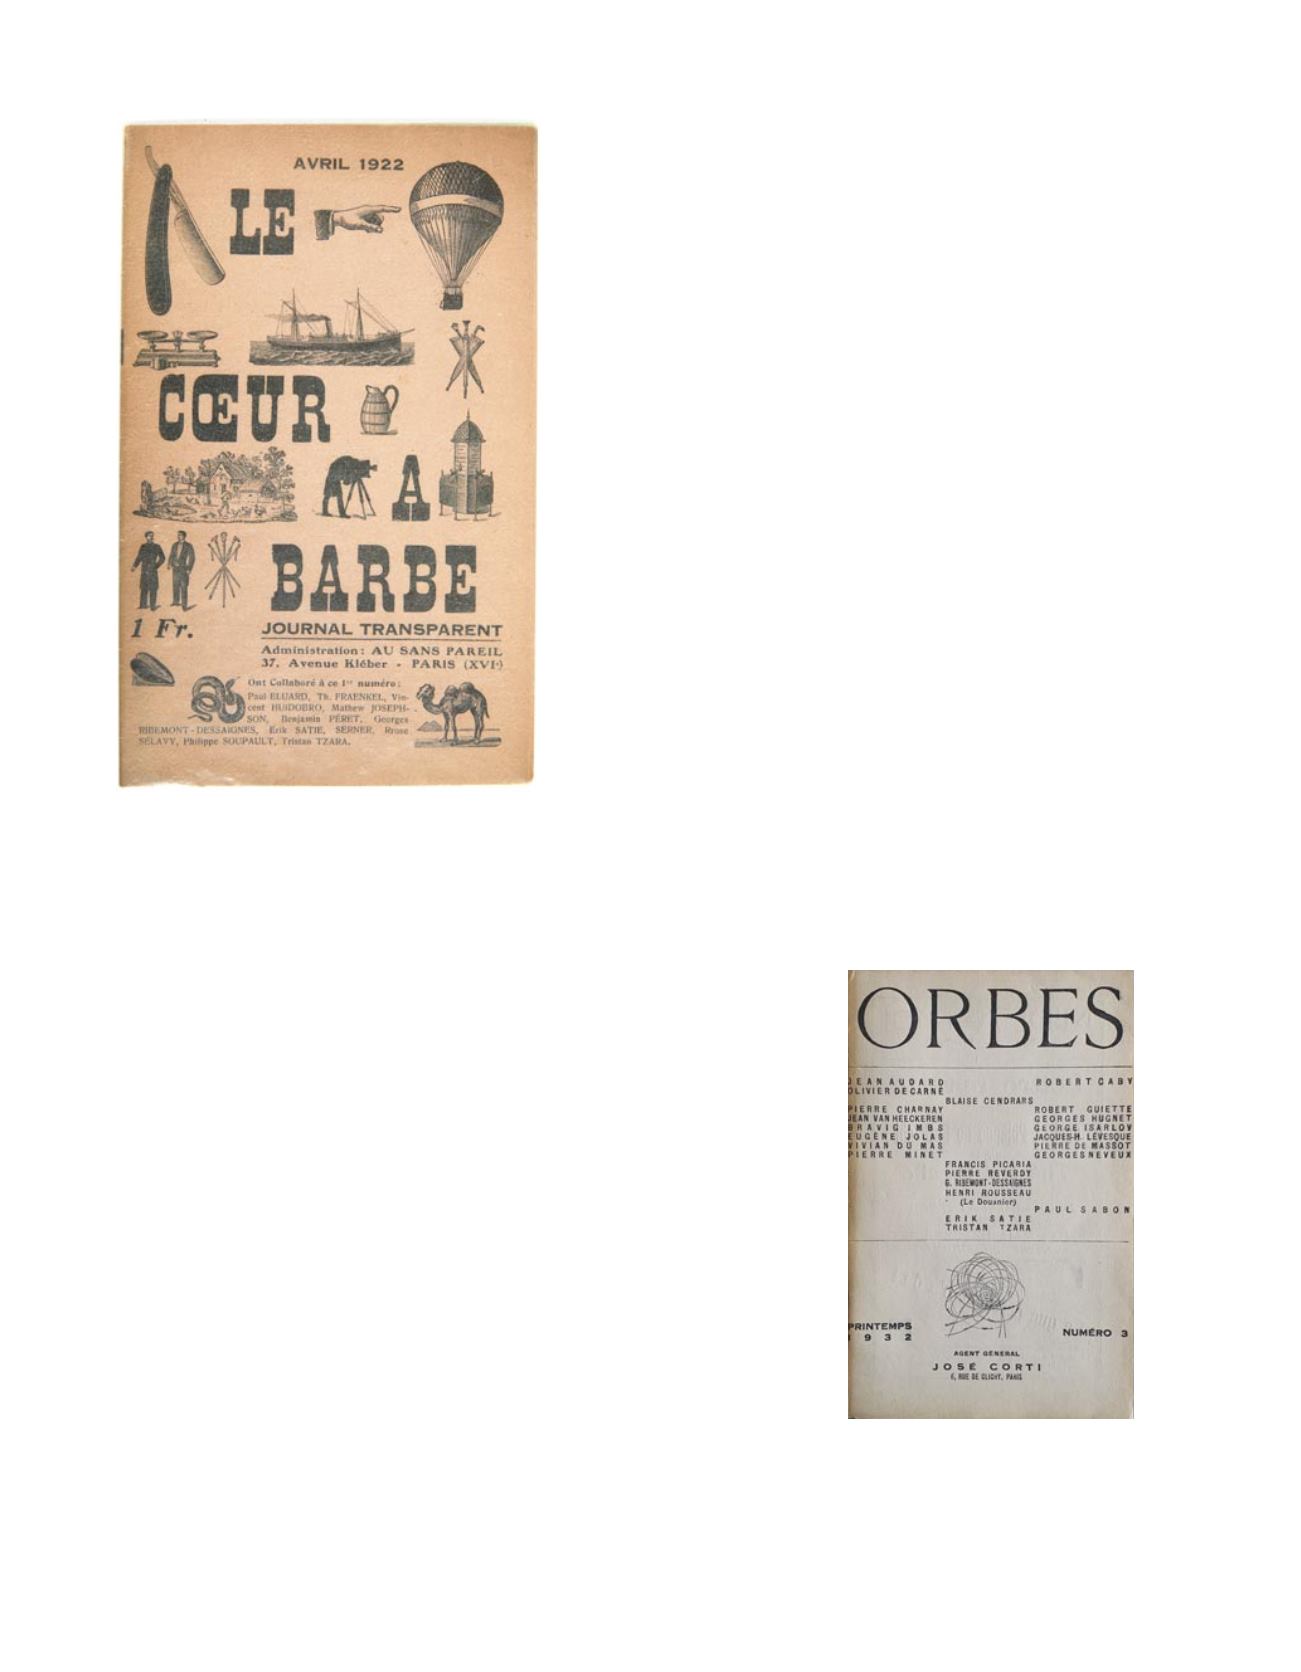 AVRIL 1922
LE
CŒUR
A
BARBE
1 Fr.
JOURNAL TRANSPARENT
Administration: AU SANS PAREIL
37, Avenue Kléber - PARIS (XVIe)
Ont Collaboré à ce 1er numéro:
Paul ELUARD, Th. FRAENKEL, Vin-
cent HUIDOBRO, Mathew JOSEPH-
SON, Benjamin PÉRET, Georges
RIBEMONT-DESSAIGNES, Erik SATIE, SERNER, Rrose
SELAVY, Philippe SOUPAULT, Tristan TZARA.
ORBES
JEAN AUDARD
ROBERT CABY
OLIVIER DE CARNÉ
BLAISE CENDRARS
PIERRE CHARNAY
ROBERT GUIETTE
JEAN VAN HEECKEREN
GEORGES HUGNET
BRAVIG IMBS
GEORGE ISARLOV
EUGÈNE JOLAS
JACQUES-H. LÉVESQUE
VIVIAN DU MAS
PIERRE DE MASSOT
PIERRE MINET
GEORGES NEVEUX
FRANCIS PICABIA
PIERRE REVERDY
G. RIBEMONT-DESSAIGNES
HENRI ROUSSEAU
(Le Douanier)
PAUL SABON
ERIK SATIE
TRISTAN TZARA
PRINTEMPS
1932
NUMÉRO 3
AGENT GÉNÉRAL
JOSÉ CORTI
6, RUE DE CLICHY, PARIS